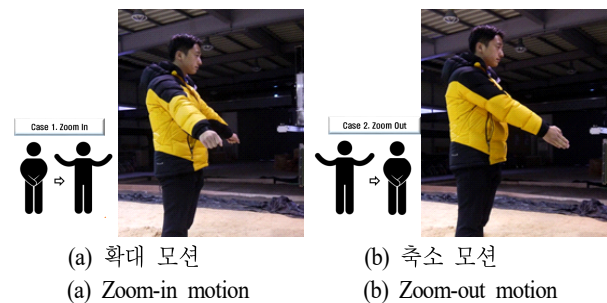 Case 1. Zoom In
Case 2. Zoom Out
(a) 확대 모션
(b) 축소 모션
(a) Zoom-in motion
(b) Zoom-out motion